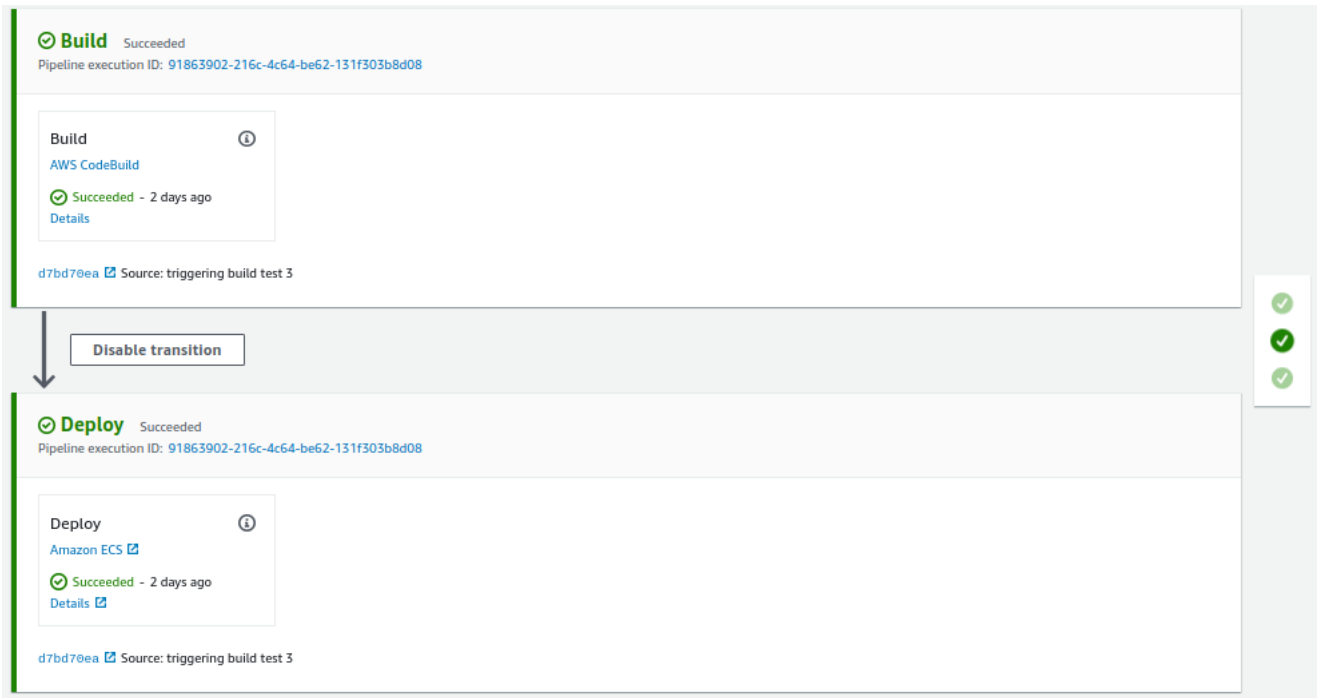 Build Succeeded
Pipeline execution ID: 91863902-216c-4c64-be62-131f303b8d08
Build
AWS CodeBuild
Succeeded - 2 days ago
Details
d7bd70ea Source: triggering build test 3
Disable transition
Deploy Succeeded
Pipeline execution ID: 91863902-216c-4c64-be62-131f303b8d08
Deploy
Amazon ECS
Succeeded - 2 days ago
Details
d7bd70ea Source: triggering build test 3